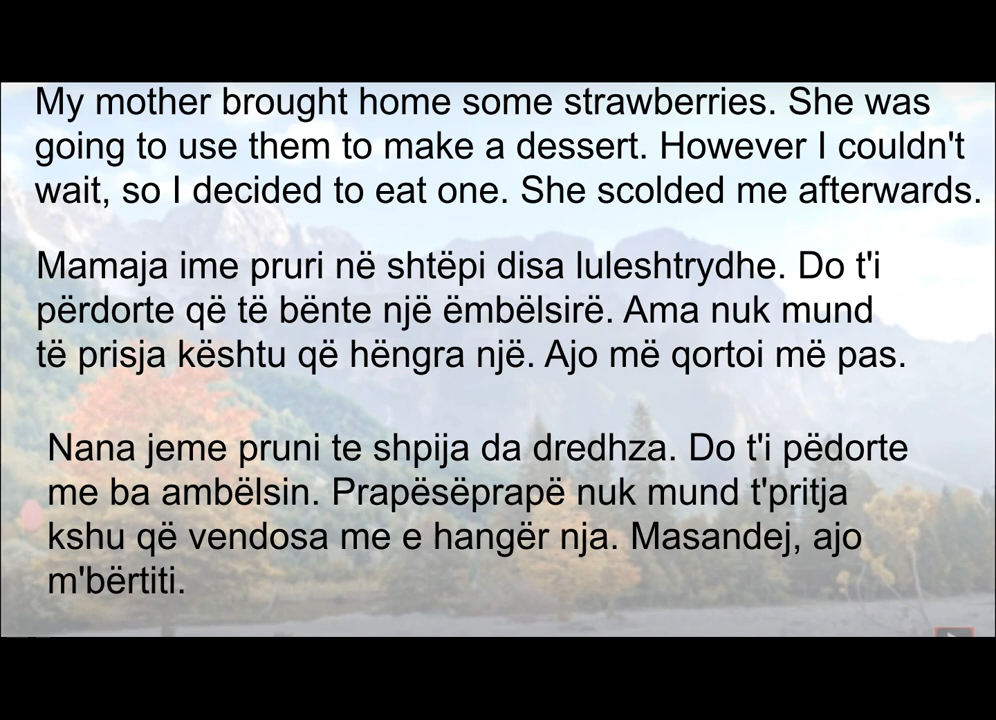 My mother brought home some strawberries. She was
going to use them to make a dessert. However I couldn't
wait, so I decided to eat one. She scolded me afterwards.
Mamaja ime pruri në shtëpi disa luleshtrydhe. Do t'i
përdorte që të bënte një ëmbëlsirë. Ama nuk mund
të prisja kështu që hëngra një. Ajo më qortoi më pas.
Nana jeme pruni te shpija da dredhza. Do t'i pëdorte
me ba ambëlsin. Prapësëprapë nuk mund t'pritja
kshu që vendosa me e hangër nja. Masandej, ajo
m'bërtiti.